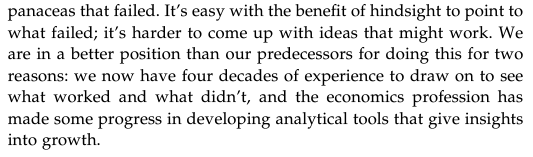 panaceas that failed. It’s easy with the benefit of hindsight to point to
what failed; it’s harder to come up with ideas that might work. We
are in a better position than our predecessors for doing this for two
reasons: we now have four decades of experience to draw on to see
what worked and what didn’t, and the economics profession has
made some progress in developing analytical tools that give insights
into growth.